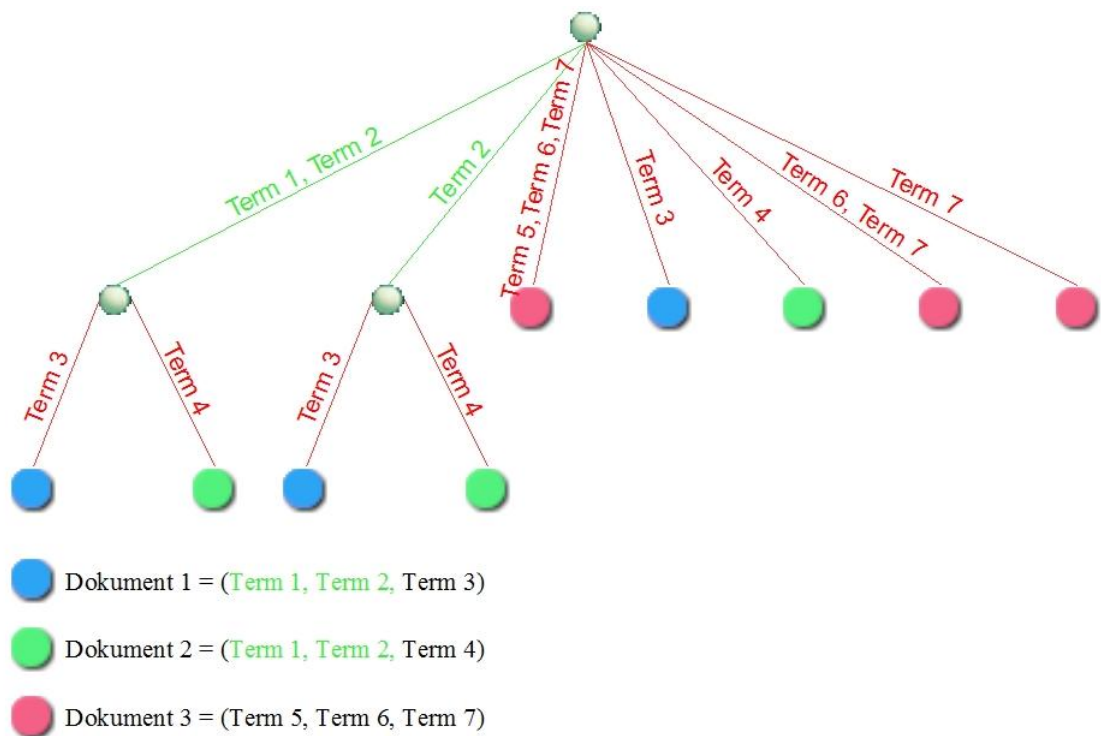 Term 1, Term 2
Term 2
Term 5, Term 6, Term 7
Term 3
Term 4
Term 6, Term 7
Term 7
Term 3
Term 4
Term 3
Term 4
Dokument 1 = (Term 1, Term 2, Term 3)
Dokument 2 = (Term 1, Term 2, Term 4)
Dokument 3 = (Term 5, Term 6, Term 7)